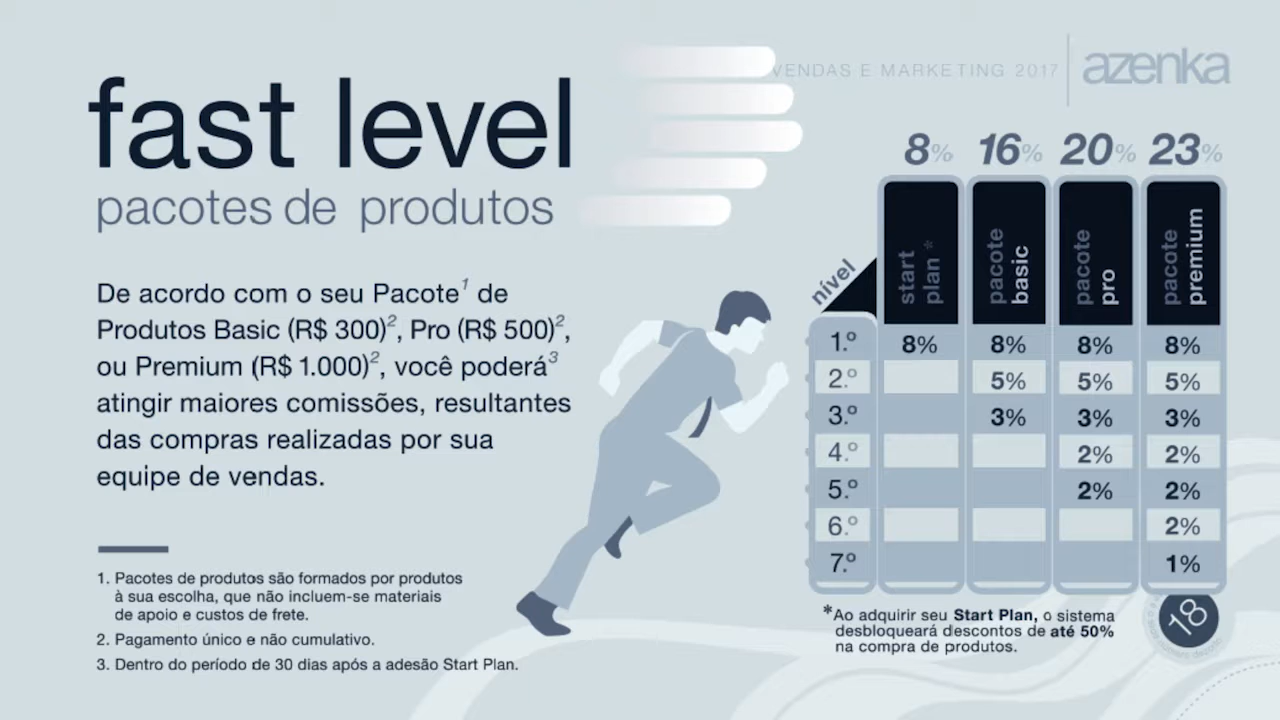 VENDAS E MARKETING 2017
azenka
fast level
pacotes de produtos
De acordo com o seu Pacote¹ de
Produtos Basic (R$ 300)², Pro (R$ 500)²,
ou Premium (R$ 1.000)², você poderá³
atingir maiores comissões, resultantes
das compras realizadas por sua
equipe de vendas.
1. Pacotes de produtos são formados por produtos
à sua escolha, que não incluem-se materiais
de apoio e custos de frete.
2. Pagamento único e não cumulativo.
3. Dentro do período de 30 dias após a adesão Start Plan.
8% 16% 20% 23%
nível
start plan *
pacote basic
pacote pro
pacote premium
1.º 8% 8% 8% 8%
2.º 5% 5% 5%
3.º 3% 3% 3%
4.º 2% 2%
5.º 2% 2%
6.º 2%
7.º 1%
*Ao adquirir seu Start Plan, o sistema
desbloqueará descontos de até 50%
na compra de produtos.
18